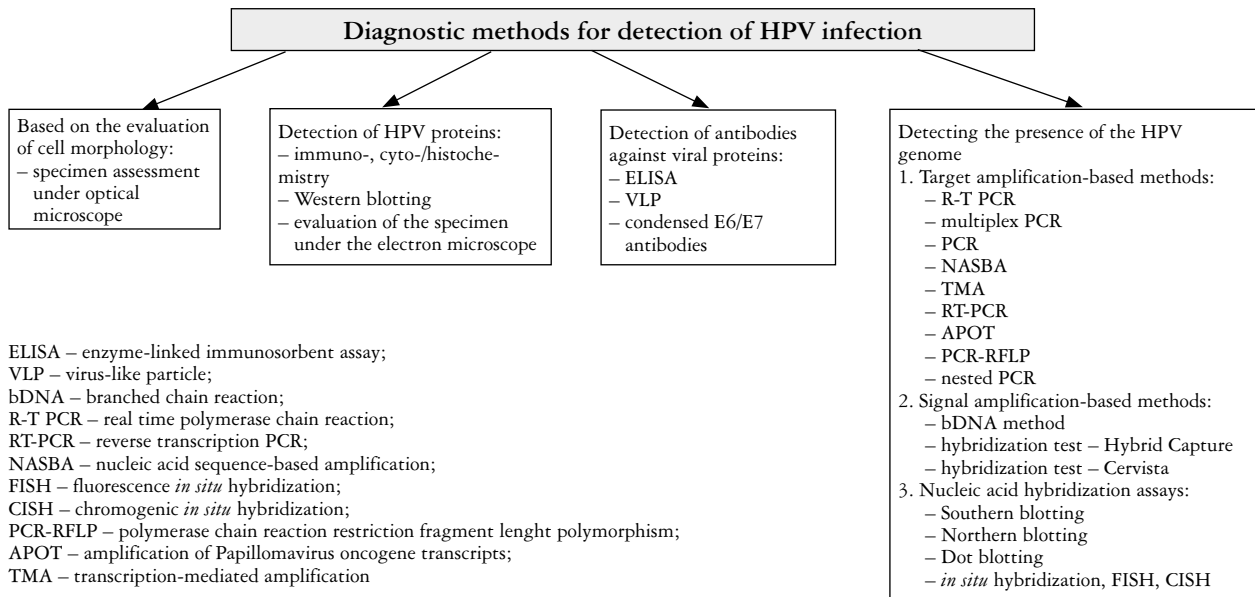 Diagnostic methods for detection of HPV infection
Based on the evaluation
of cell morphology:
– specimen assessment
under optical
microscope
Detection of HPV proteins:
– immuno-, cyto-/histoche-
mistry
– Western blotting
– evaluation of the specimen
under the electron microscope
Detection of antibodies
against viral proteins:
– ELISA
– VLP
– condensed E6/E7
antibodies
Detecting the presence of the HPV
genome
1. Target amplification-based methods:
– R-T PCR
– multiplex PCR
– PCR
– NASBA
– TMA
– RT-PCR
– APOT
– PCR-RFLP
– nested PCR
2. Signal amplification-based methods:
– bDNA method
– hybridization test – Hybrid Capture
– hybridization test – Cervista
3. Nucleic acid hybridization assays:
– Southern blotting
– Northern blotting
– Dot blotting
– in situ hybridization, FISH, CISH
ELISA – enzyme-linked immunosorbent assay;
VLP – virus-like particle;
bDNA – branched chain reaction;
R-T PCR – real time polymerase chain reaction;
RT-PCR – reverse transcription PCR;
NASBA – nucleic acid sequence-based amplification;
FISH – fluorescence in situ hybridization;
CISH – chromogenic in situ hybridization;
PCR-RFLP – polymerase chain reaction restriction fragment lenght polymorphism;
APOT – amplification of Papillomavirus oncogene transcripts;
TMA – transcription-mediated amplification